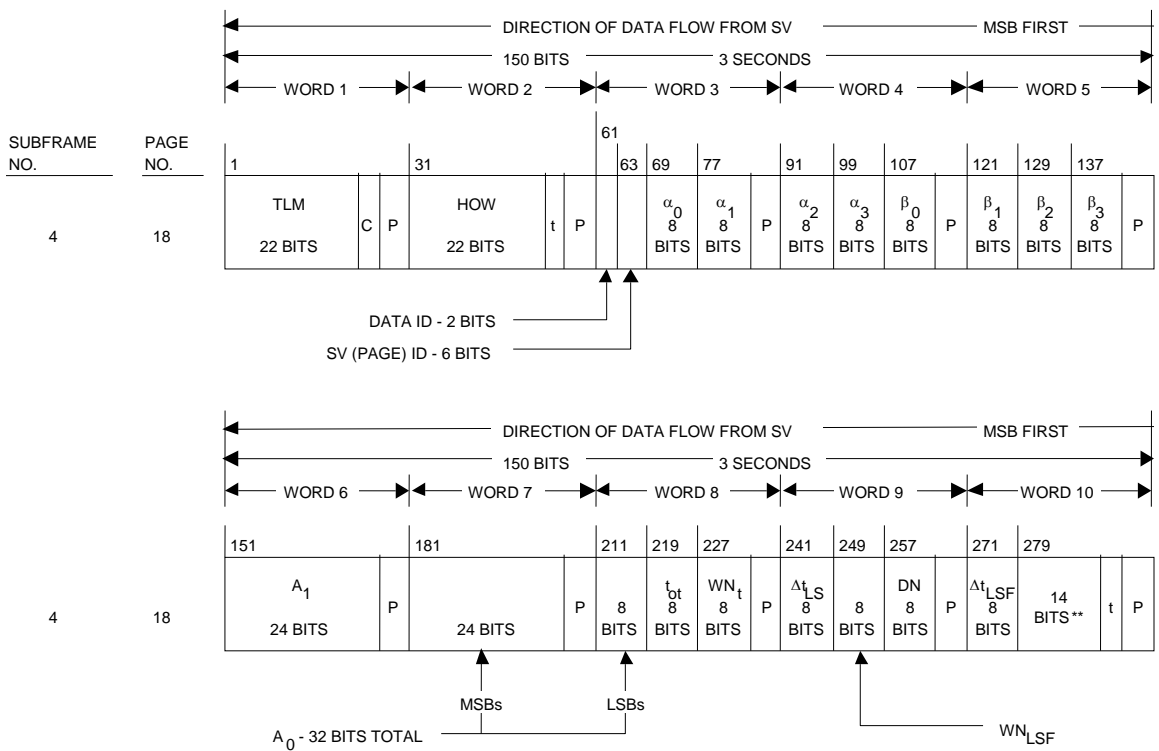 DIRECTION OF DATA FLOW FROM SV MSB FIRST
150 BITS 3 SECONDS
WORD 1 WORD 2 WORD 3 WORD 4 WORD 5
SUBFRAME NO.
PAGE NO.
1 31 61 63 69 77 91 99 107 121 129 137
4 18
TLM 22 BITS
C P
HOW 22 BITS
t P
α0 8 BITS
α1 8 BITS
P
α2 8 BITS
α3 8 BITS
β0 8 BITS
P
β1 8 BITS
β2 8 BITS
β3 8 BITS
P
DATA ID - 2 BITS
SV (PAGE) ID - 6 BITS
DIRECTION OF DATA FLOW FROM SV MSB FIRST
150 BITS 3 SECONDS
WORD 6 WORD 7 WORD 8 WORD 9 WORD 10
151 181 211 219 227 241 249 257 271 279
4 18
A1 24 BITS
P
24 BITS
P
8 BITS
tot 8 BITS
WNt 8 BITS
P
ΔtLS 8 BITS
8 BITS
DN 8 BITS
P
ΔtLSF 8 BITS
14 BITS**
t P
MSBs LSBs
A0 - 32 BITS TOTAL
WNLSF